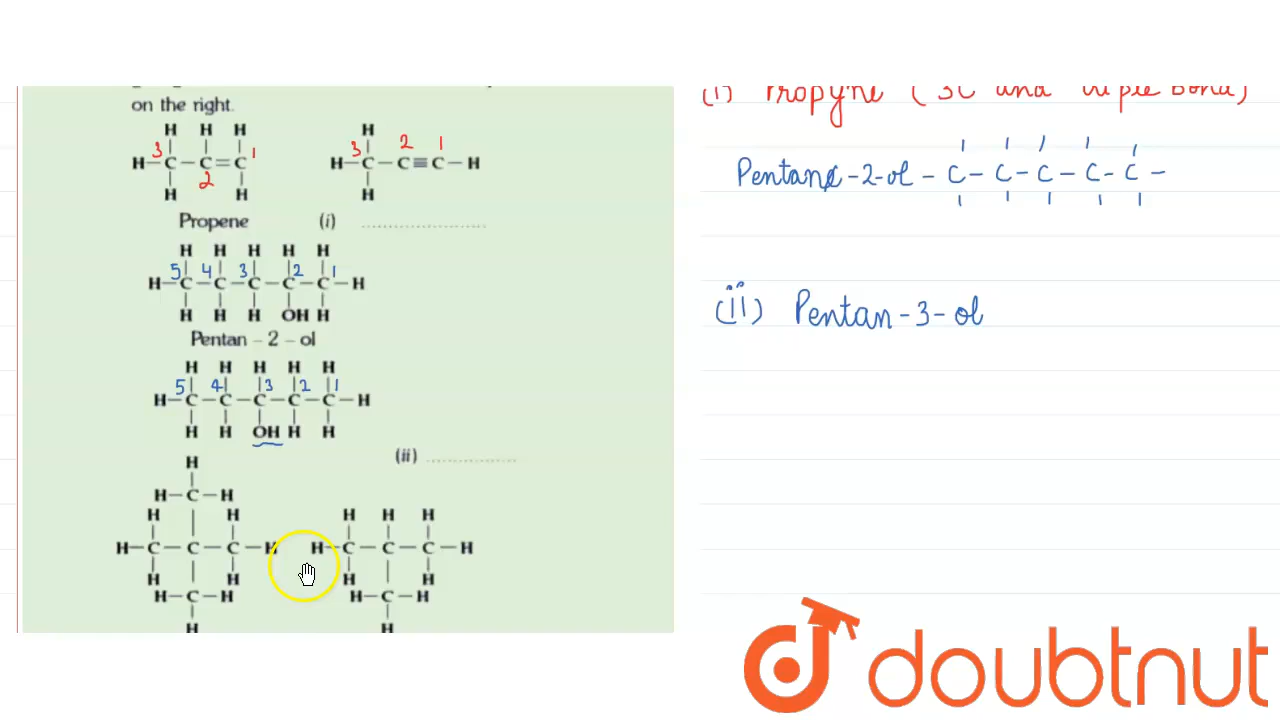 on the right.
H H H
3 1
H–C–C=C
2
H H
Propene
H
3 2 1
H–C–C≡C–H
H
(i) ........................
H H H H H
5 4 3 2 1
H–C–C–C–C–C–H
H H H OH H
Pentan – 2 – ol
H H H H H
5 4 3 2 1
H–C–C–C–C–C–H
H H OH H H
(ii) ........................
H
H–C–H
H H
H–C–C–C–H
H H
H–C–H
H
H H H
H–C–C–C–H
H H
H–C–H
H
(i) Propyne (3C and triple bond)
Pentan-2-ol – C – C – C – C – C –
(ii) Pentan-3-ol
doubtnut